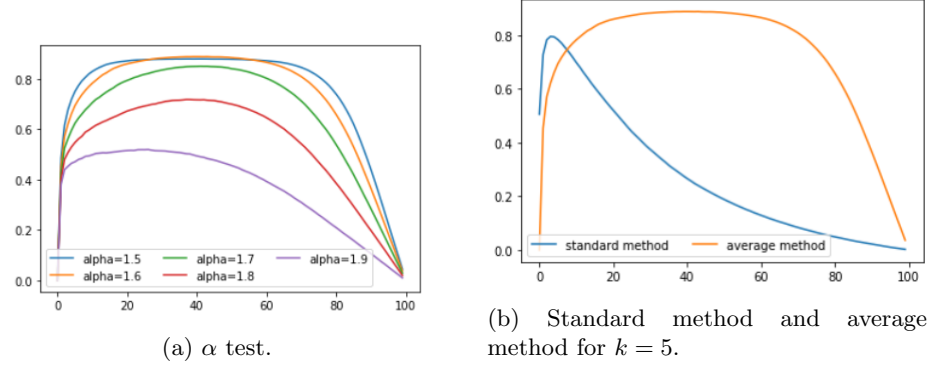 0.8
0.6
0.4
0.2
0.0
alpha=1.5 alpha=1.7 alpha=1.9
alpha=1.6 alpha=1.8
0 20 40 60 80 100
(a) α test.
0.8
0.6
0.4
0.2
0.0
standard method average method
0 20 40 60 80 100
(b) Standard method and average
method for k = 5.